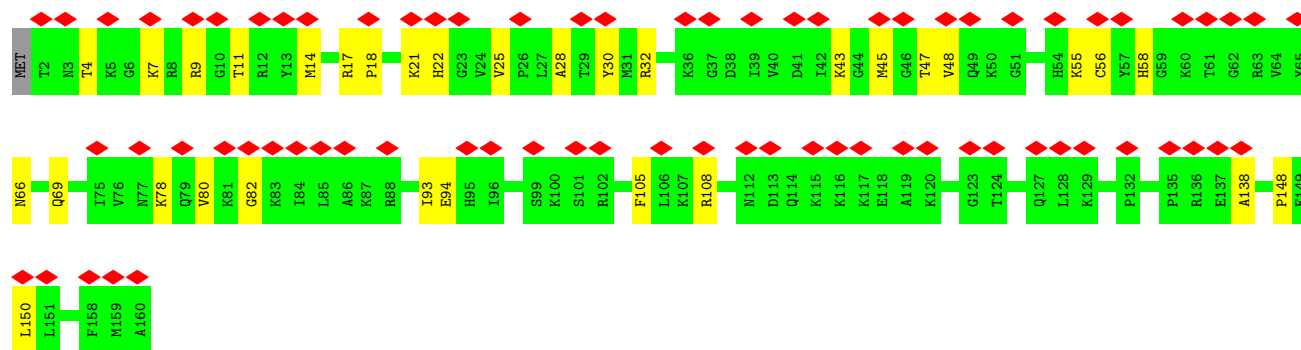 MET T2 N3 T4 K5 G6 K7 R8 R9 G10 T11 R12 Y13 M14 R17 P18 K21 H22 G23 V24 V25 P26 L27 A28 T29 Y30 M31 R32 K36 G37 D38 I39 V40 D41 I42 K43 G44 M45 G46 T47 V48 Q49 K50 G51 H54 K55 C56 Y57 H58 G59 K60 T61 G62 R63 V64 Y65
N66 Q69 I75 V76 N77 K78 Q79 V80 K81 G82 K83 I84 L85 A86 K87 R88 I93 E94 H95 I96 S99 K100 S101 R102 F105 L106 K107 R108 N112 D113 Q114 K115 K116 K117 E118 A119 K120 G123 T124 Q127 L128 K129 P132 P135 R136 E137 A138 P148 F149
L150 L151 F158 M159 A160